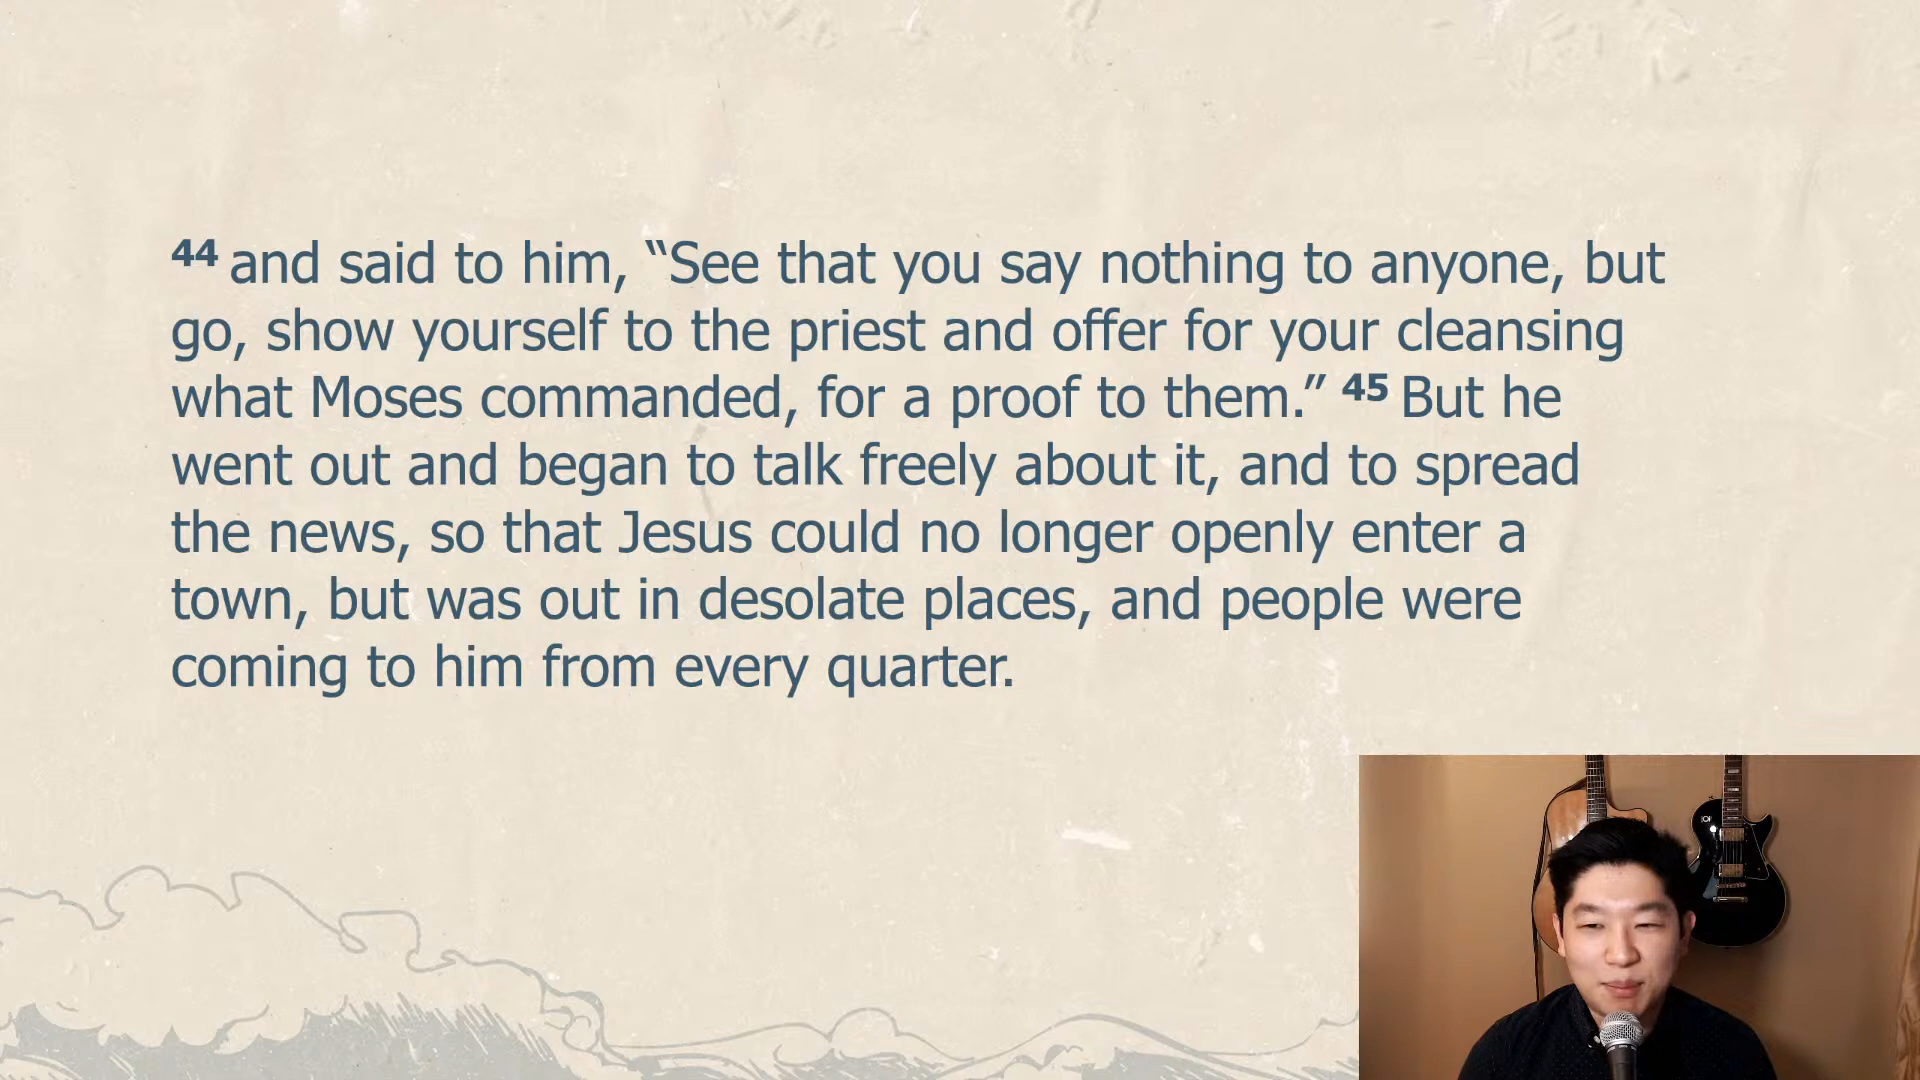 44 and said to him, “See that you say nothing to anyone, but
go, show yourself to the priest and offer for your cleansing
what Moses commanded, for a proof to them.” 45 But he
went out and began to talk freely about it, and to spread
the news, so that Jesus could no longer openly enter a
town, but was out in desolate places, and people were
coming to him from every quarter.